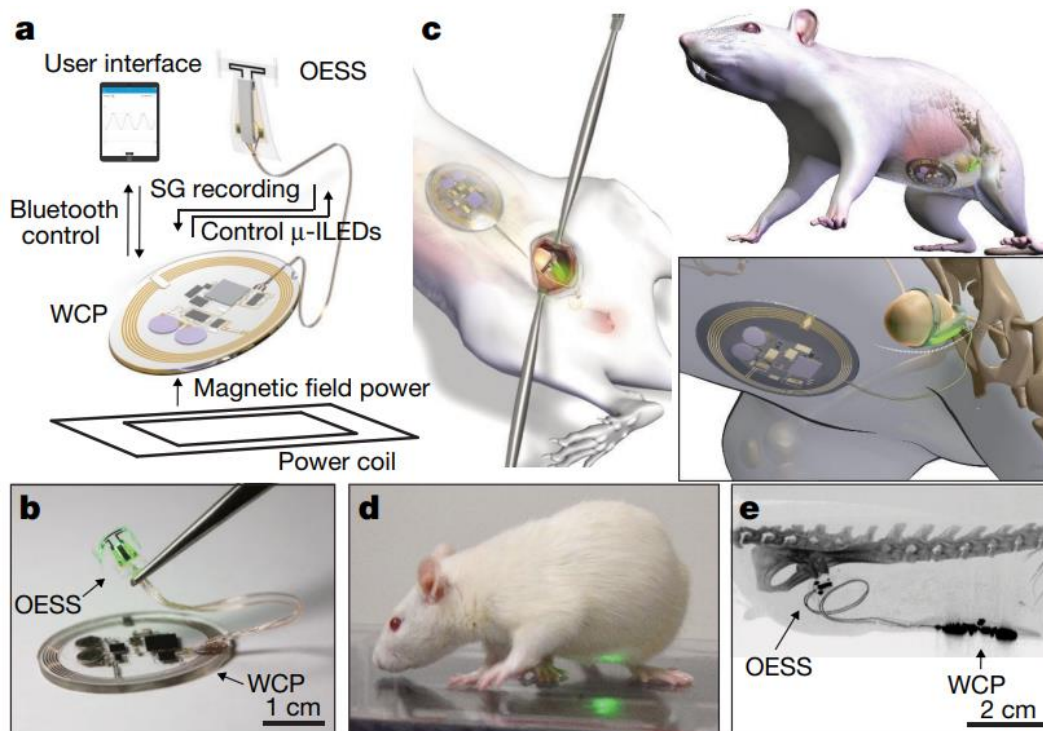 a
User interface
OESS
SG recording
Bluetooth
control
Control μ-ILEDs
WCP
Magnetic field power
Power coil
c
b
OESS
WCP
1 cm
d
e
OESS
WCP
2 cm